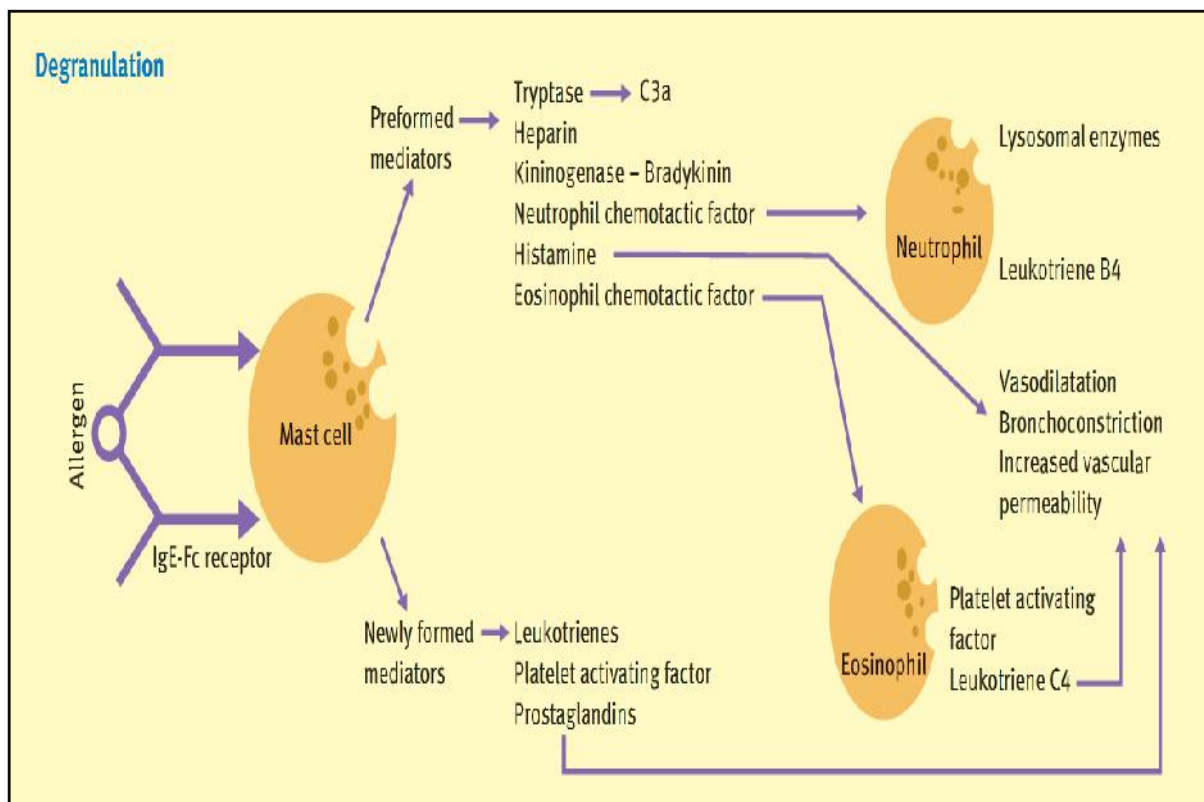 Degranulation
Preformed
mediators
Tryptase
C3a
Heparin
Kininogenase – Bradykinin
Neutrophil chemotactic factor
Histamine
Eosinophil chemotactic factor
Neutrophil
Lysosomal enzymes
Leukotriene B4
Allergen
Mast cell
IgE-Fc receptor
Vasodilatation
Bronchoconstriction
Increased vascular
permeability
Newly formed
mediators
Leukotrienes
Platelet activating factor
Prostaglandins
Eosinophil
Platelet activating
factor
Leukotriene C4